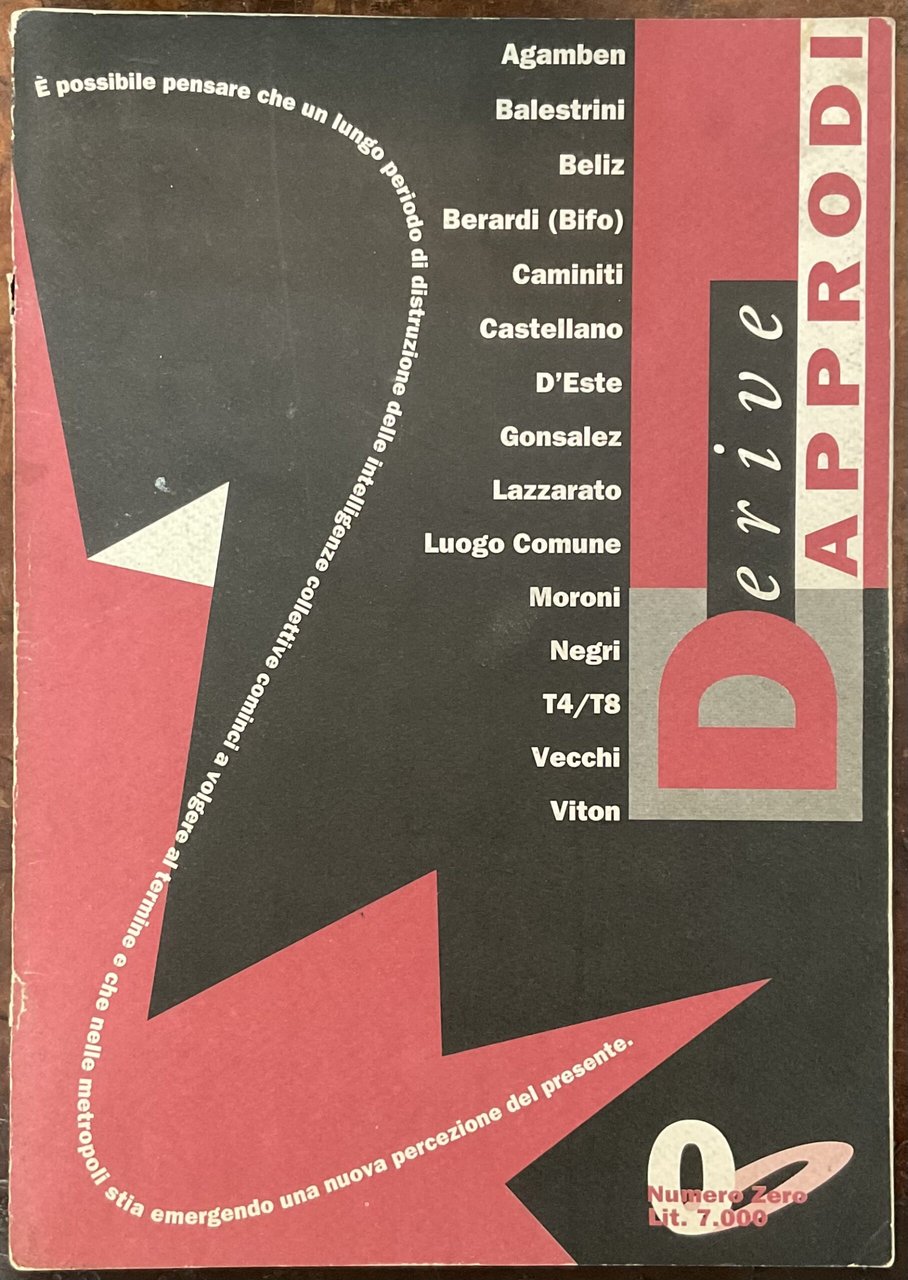 È possibile pensare che un lungo periodo di distruzione delle intelligenze collettive cominci a volgere al termine e che nelle metropoli stia emergendo una nuova percezione del presente.
Agamben
Balestrini
Beliz
Berardi (Bifo)
Caminiti
Castellano
D'Este
Gonsalez
Lazzarato
Luogo Comune
Moroni
Negri
T4/T8
Vecchi
Viton
Derive
APPRODI
0
Numero Zero
Lit. 7.000